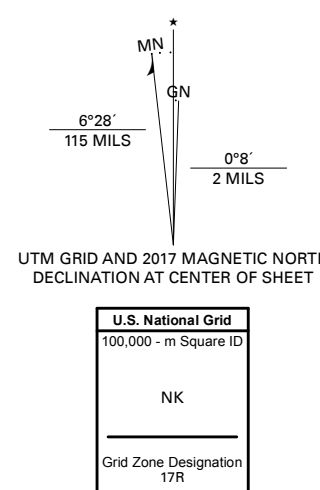 ★
MN
GN
6°28´
115 MILS
0°8´
2 MILS
UTM GRID AND 2017 MAGNETIC NORTH
DECLINATION AT CENTER OF SHEET
U.S. National Grid
100,000 - m Square ID
NK
Grid Zone Designation
17R